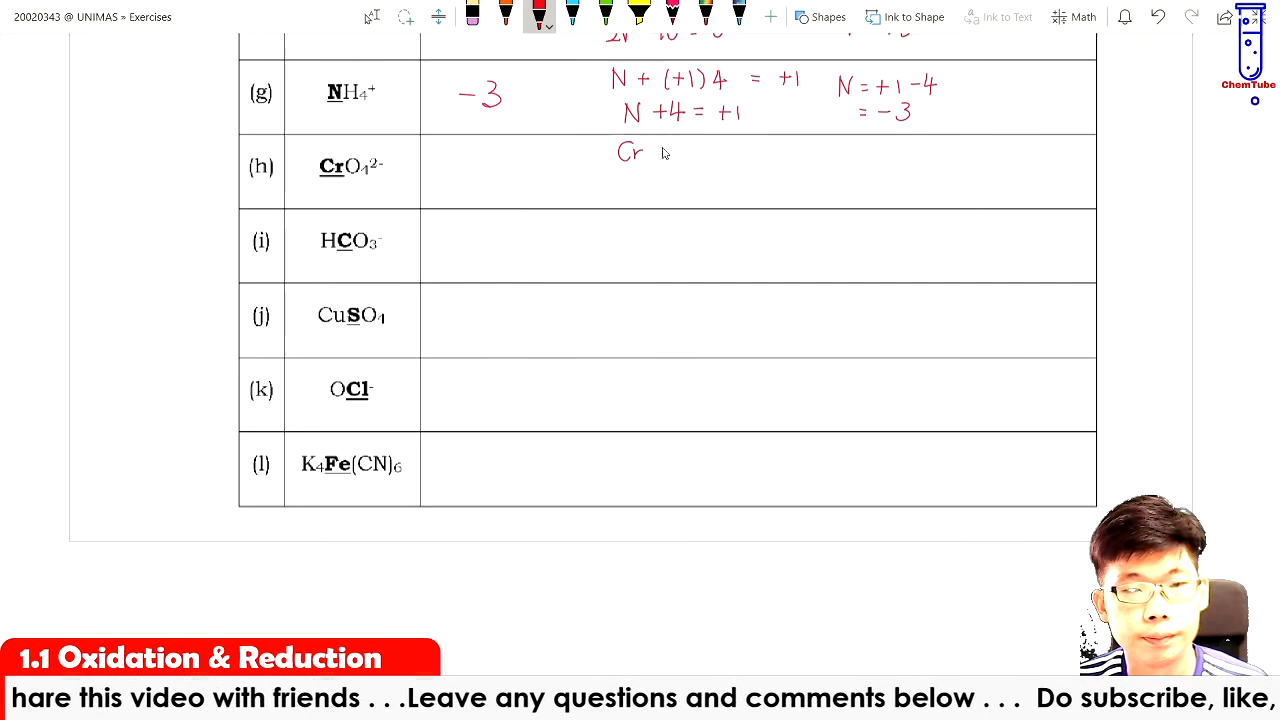 20200343 @ UNIMAS » Exercises
Shapes
Ink to Shape
Ink to Text
Math
ChemTube
(g) NH₄⁺ -3 N + (+1)4 = +1 N = +1 -4
N +4 = +1 = -3
(h) CrO₄²⁻ Cr
(i) HCO₃⁻
(j) CuSO₄
(k) OCl⁻
(l) K₄Fe(CN)₆
1.1 Oxidation & Reduction
hare this video with friends . . .Leave any questions and comments below . . . Do subscribe, like,